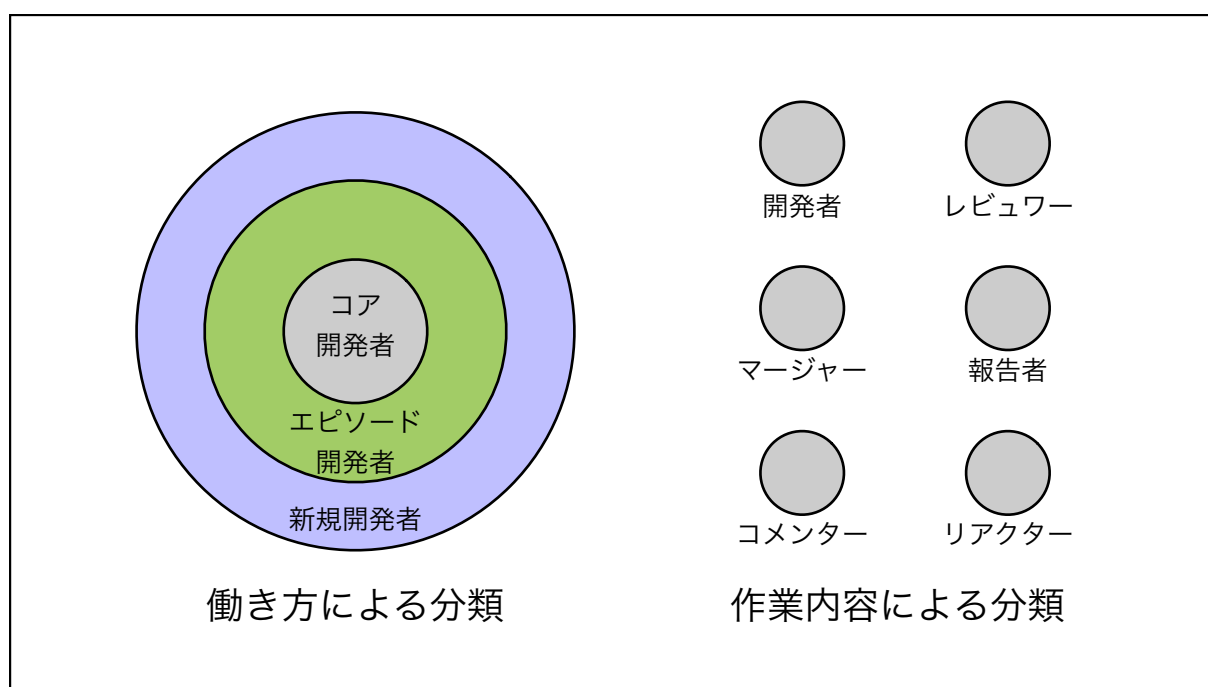 コア
開発者
エピソード
開発者
新規開発者
働き方による分類
開発者
レビュワー
マージャー
報告者
コメンター
リアクター
作業内容による分類